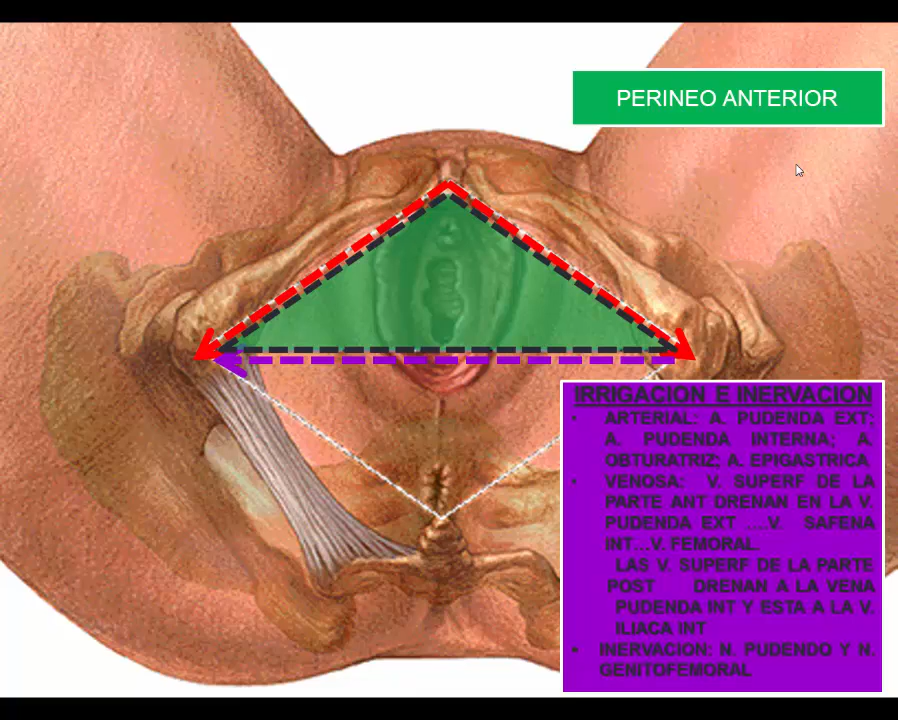 PERINEO ANTERIOR
IRRIGACION E INERVACION
• ARTERIAL: A. PUDENDA EXT;
A. PUDENDA INTERNA; A.
OBTURATRIZ; A. EPIGASTRICA
• VENOSA; V. SUPERF DE LA
PARTE ANT DRENAN EN LA V.
PUDENDA EXT ….V. SAFENA
INT…V. FEMORAL.
LAS V. SUPERF DE LA PARTE
POST DRENAN A LA VENA
PUDENDA INT Y ESTA A LA V.
ILIACA INT
• INERVACION: N. PUDENDO Y N.
GENITOFEMORAL